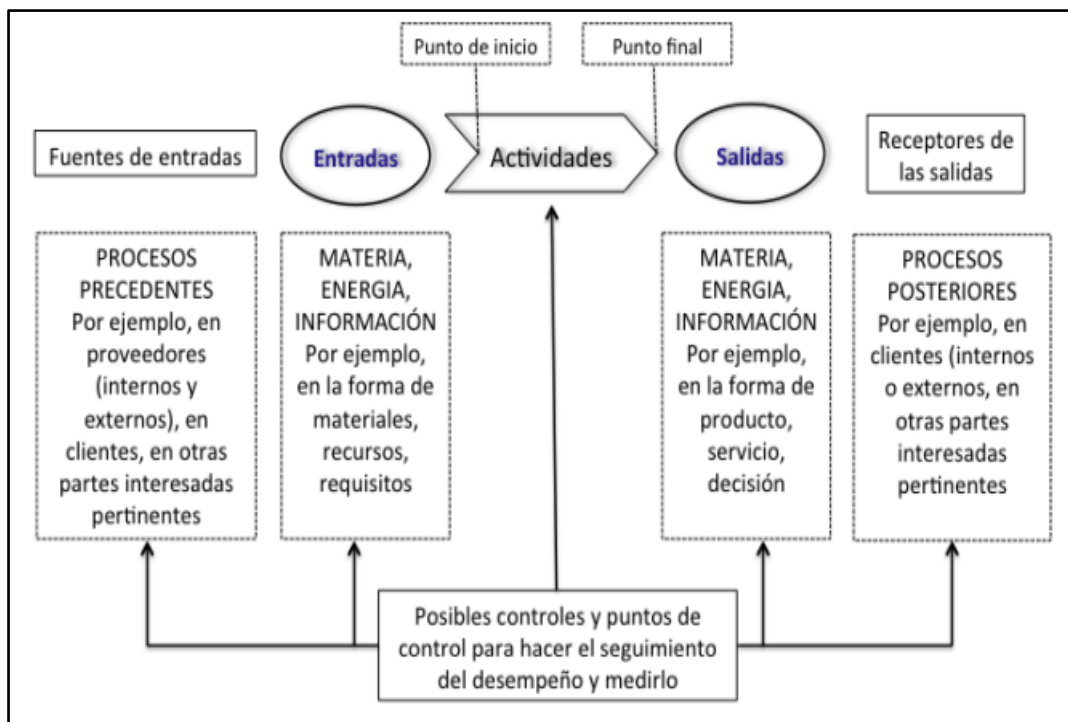 Punto de inicio
Punto final
Fuentes de entradas
Entradas
Actividades
Salidas
Receptores de
las salidas
PROCESOS
PRECEDENTES
Por ejemplo, en
proveedores
(internos y
externos), en
clientes, en otras
partes interesadas
pertinentes
MATERIA,
ENERGIA,
INFORMACIÓN
Por ejemplo,
en la forma de
materiales,
recursos,
requisitos
MATERIA,
ENERGIA,
INFORMACIÓN
Por ejemplo,
en la forma de
producto,
servicio,
decisión
PROCESOS
POSTERIORES
Por ejemplo, en
clientes (internos
o externos, en
otras partes
interesadas
pertinentes
Posibles controles y puntos de
control para hacer el seguimiento
del desempeño y medirlo